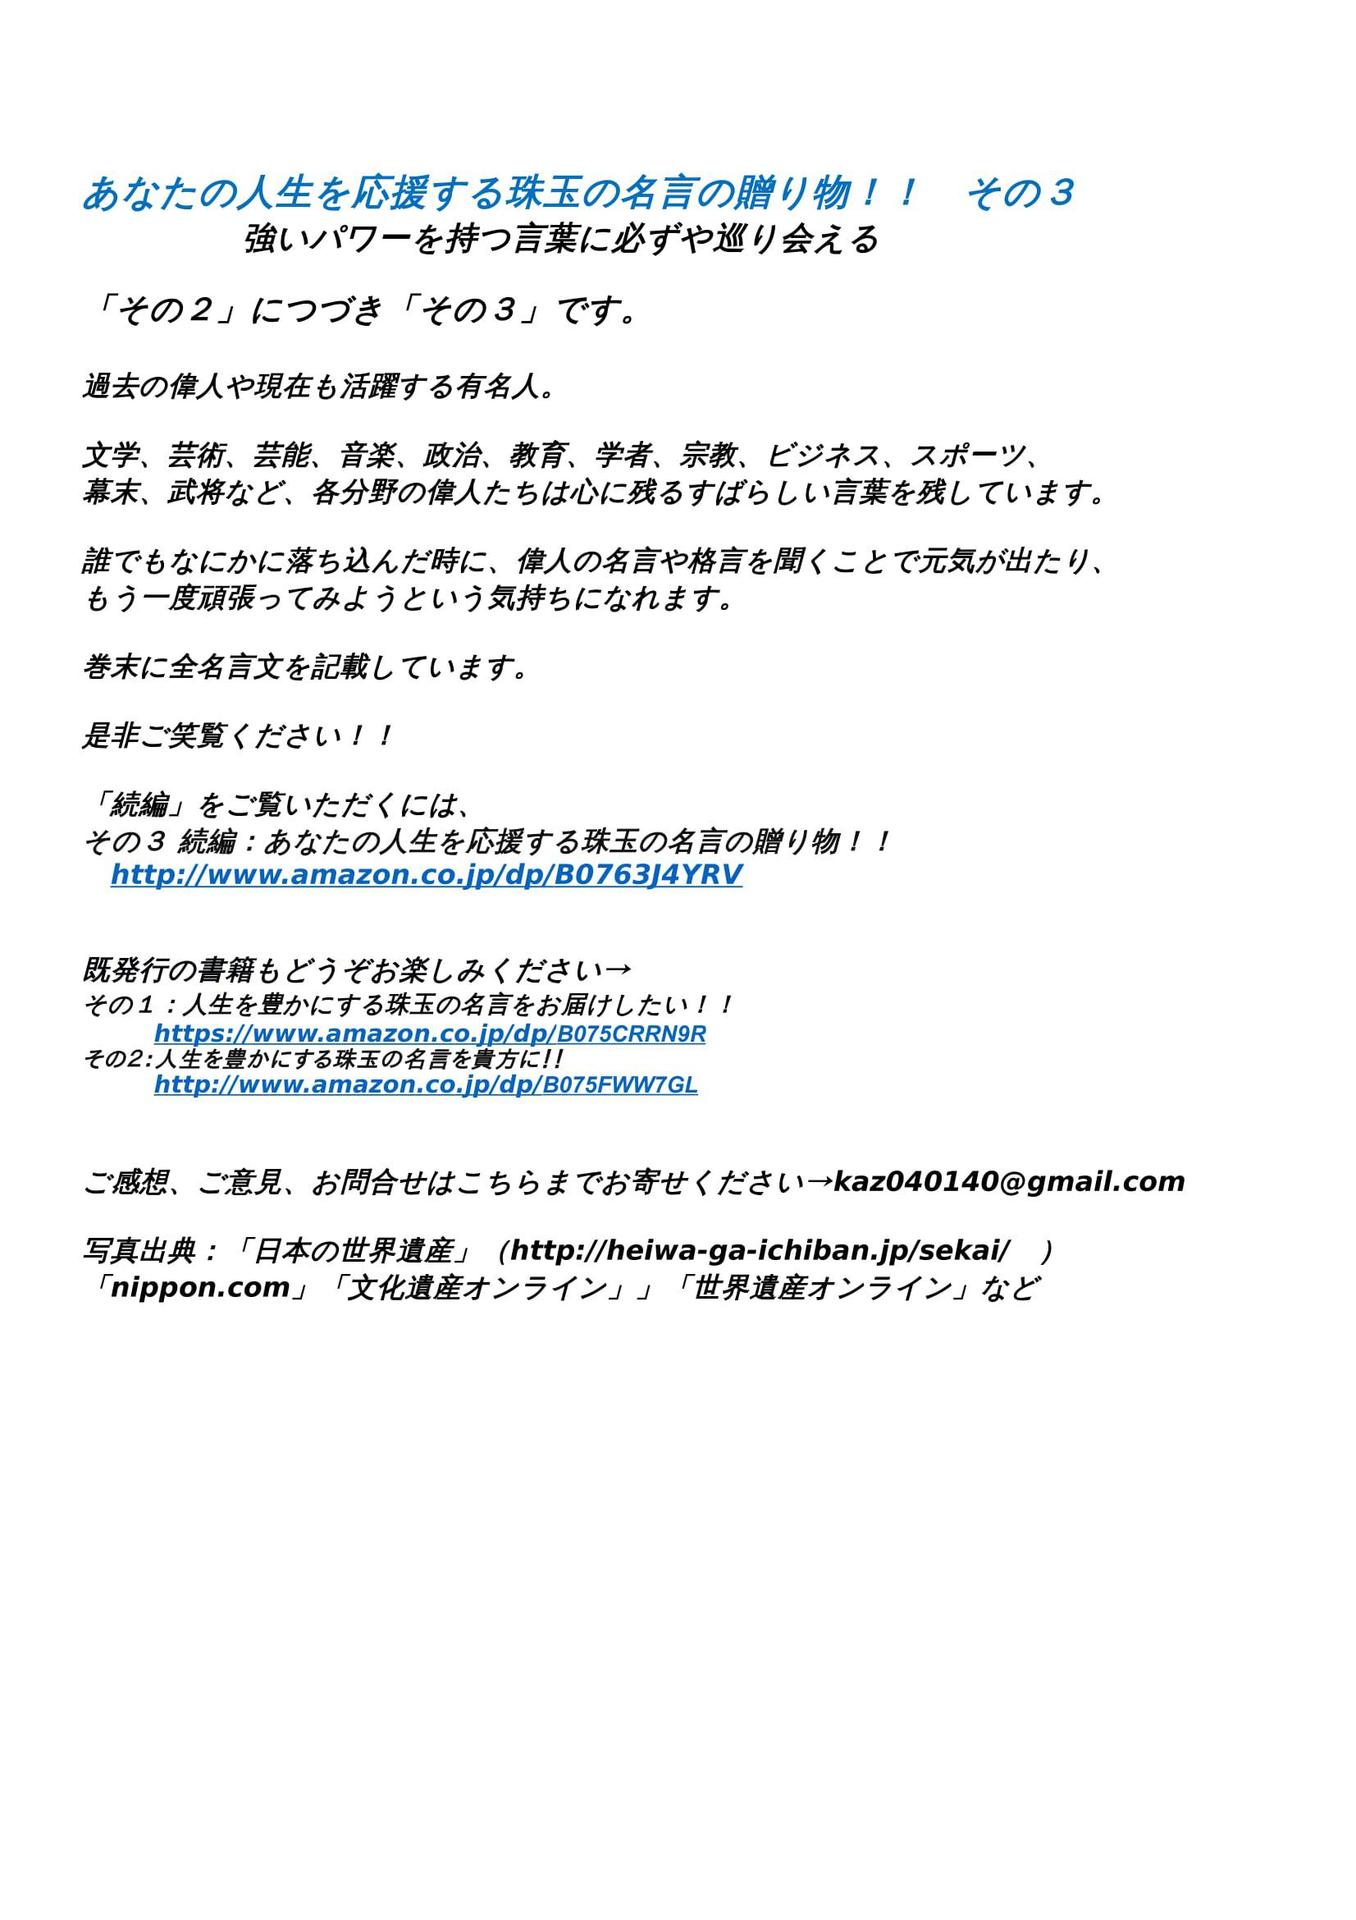 あなたの人生を応援する珠玉の名言の贈り物！！　その３
強いパワーを持つ言葉に必ずや巡り会える
「その２」につづき「その３」です。
過去の偉人や現在も活躍する有名人。
文学、芸術、芸能、音楽、政治、教育、学者、宗教、ビジネス、スポーツ、
幕末、武将など、各分野の偉人たちは心に残るすばらしい言葉を残しています。
誰でもなにかに落ち込んだ時に、偉人の名言や格言を聞くことで元気が出たり、
もう一度頑張ってみようという気持ちになれます。
巻末に全名言文を記載しています。
是非ご笑覧ください！！
「続編」をご覧いただくには、
その３ 続編：あなたの人生を応援する珠玉の名言の贈り物！！
http://www.amazon.co.jp/dp/B0763J4YRV
既発行の書籍もどうぞお楽しみください→
その１：人生を豊かにする珠玉の名言をお届けしたい！！
https://www.amazon.co.jp/dp/B075CRRN9R
その2:人生を豊かにする珠玉の名言を貴方に!!
http://www.amazon.co.jp/dp/B075FWW7GL
ご感想、ご意見、お問合せはこちらまでお寄せください→kaz040140@gmail.com
写真出典：「日本の世界遺産」（http://heiwa-ga-ichiban.jp/sekai/　）
「nippon.com」「文化遺産オンライン」」「世界遺産オンライン」など